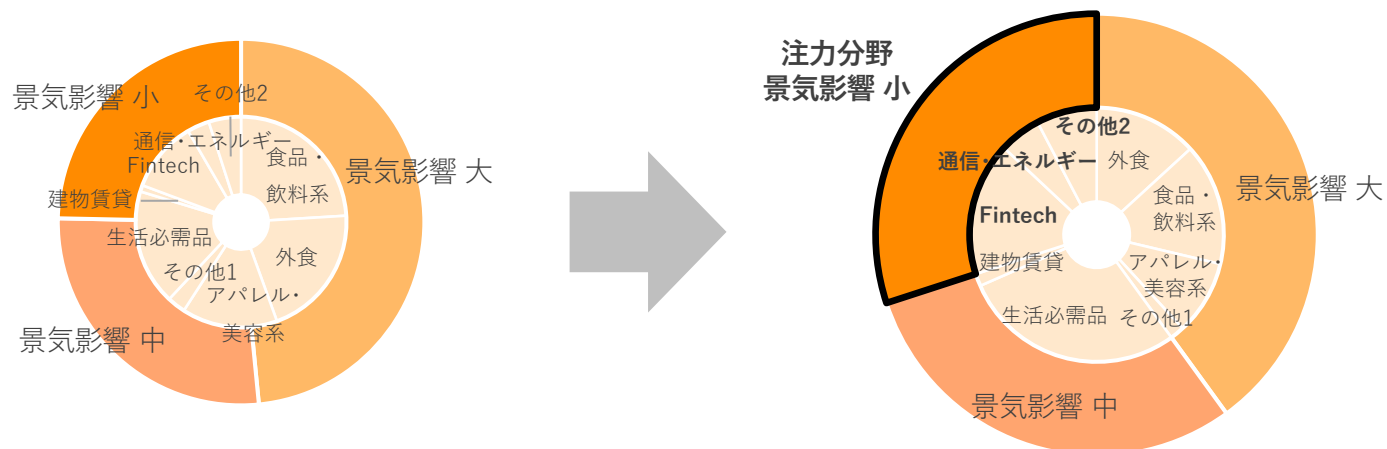 景気影響 小
その他2
通信・エネルギー
Fintech
食品・
飲料系
景気影響 大
建物賃貸
生活必需品
その他1
外食
アパレル・
美容系
景気影響 中
注力分野
景気影響 小
その他2
通信・エネルギー
外食
Fintech
食品・
飲料系
景気影響 大
建物賃貸
アパレル・
美容系
生活必需品
その他1
景気影響 中